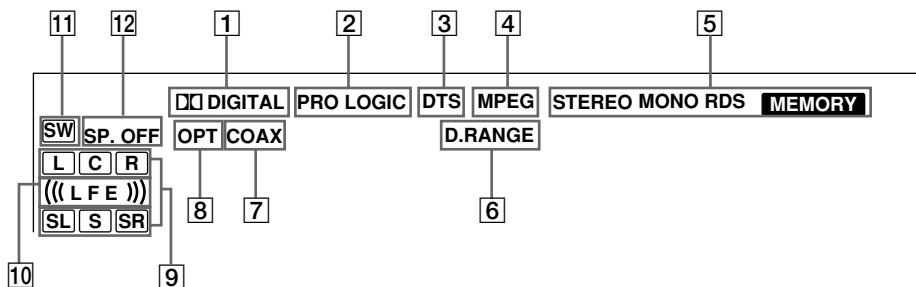 11 12 1 2 3 4 5
DIGITAL PRO LOGIC DTS MPEG STEREO MONO RDS MEMORY
SW SP. OFF OPT COAX D.RANGE
L C R
((( L F E )))
SL S SR
8 7 6
10 9